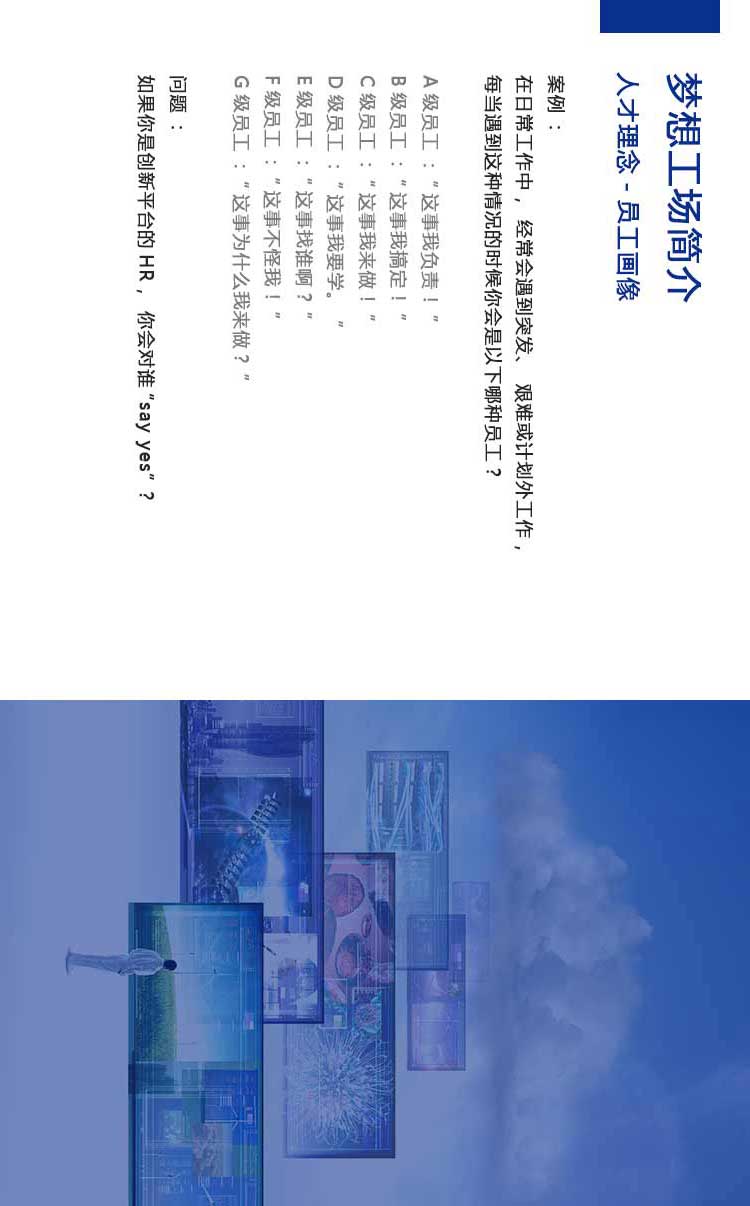 梦想工场简介
人才理念 - 员工画像
案例：
在日常工作中，经常会遇到突发、艰难或计划外工作，
每当遇到这种情况的时候你会是以下哪种员工？
A 级员工：“这事我负责！”
B 级员工：“这事我搞定！”
C 级员工：“这事我来做！”
D 级员工：“这事我要学。”
E 级员工：“这事找谁啊？”
F 级员工：“这事不怪我！”
G 级员工：“这事为什么我来做？”
问题：
如果你是创新平台的 HR，你会对谁“say yes”？